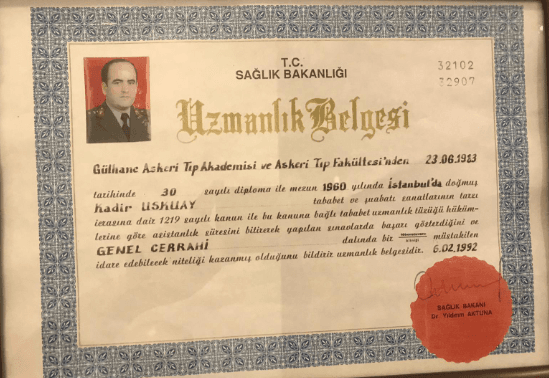 T.C.
SAĞLIK BAKANLIĞI
32102
32907
Uzmanlık Belgesi
Gülhane Askeri Tıp Akademisi ve Askeri Tıp Fakültesi'nden 23.06.1983
tarihinde 30 sayılı diploma ile mezun 1960 yılında İstanbul'da doğmuş
Kadir USKUAY tababet ve şuabatı san'atlarının tarzı
icrasına dair 1219 sayılı kanun ile bu kanuna bağlı tababet uzmanlık tüzüğü hüküm-
lerine göre asistanlık süresini bitirerek yapılan sınavlarda başarı gösterdiğini ve
GENEL CERRAHİ dalında bir müstakilen
idare edebilecek niteliği kazanmış olduğunu bildirir uzmanlık belgesidir. 6.02.1992
SAĞLIK BAKANI
Dr. Yıldırım AKTUNA